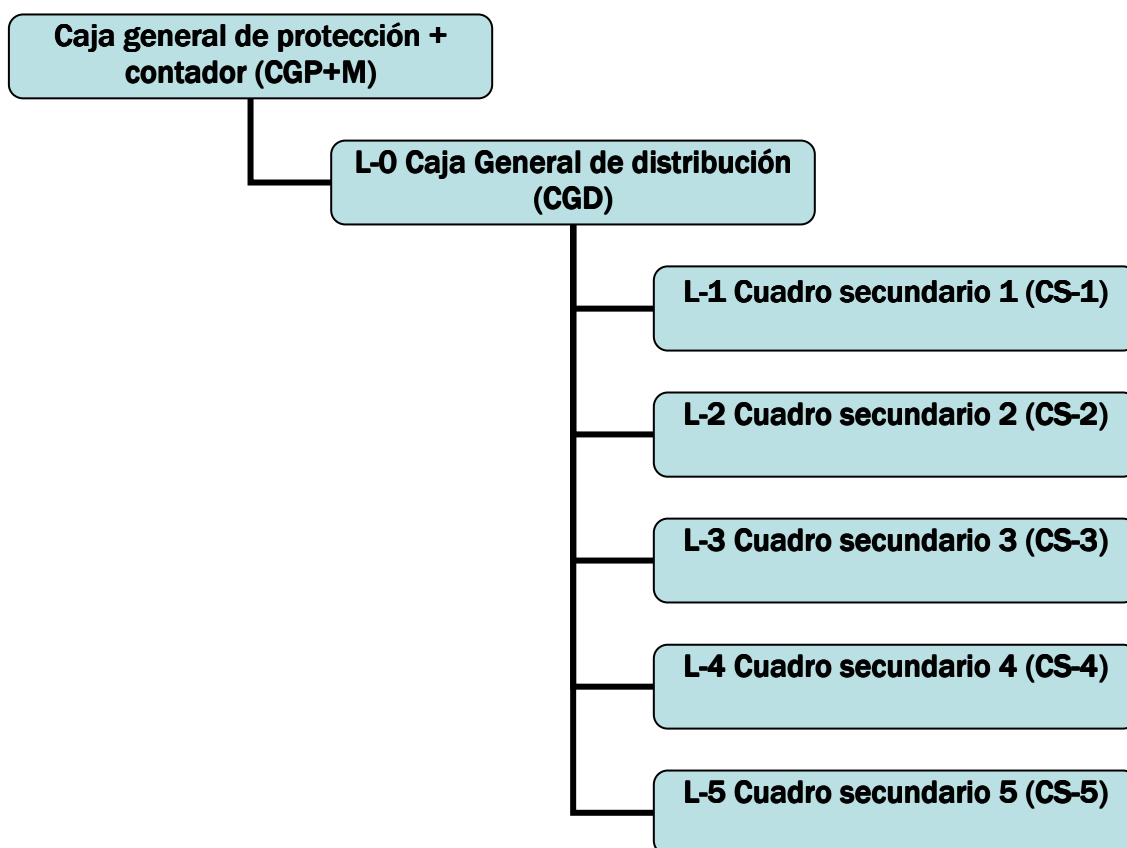 Caja general de protección +
contador (CGP+M)
L-0 Caja General de distribución
(CGD)
L-1 Cuadro secundario 1 (CS-1)
L-2 Cuadro secundario 2 (CS-2)
L-3 Cuadro secundario 3 (CS-3)
L-4 Cuadro secundario 4 (CS-4)
L-5 Cuadro secundario 5 (CS-5)